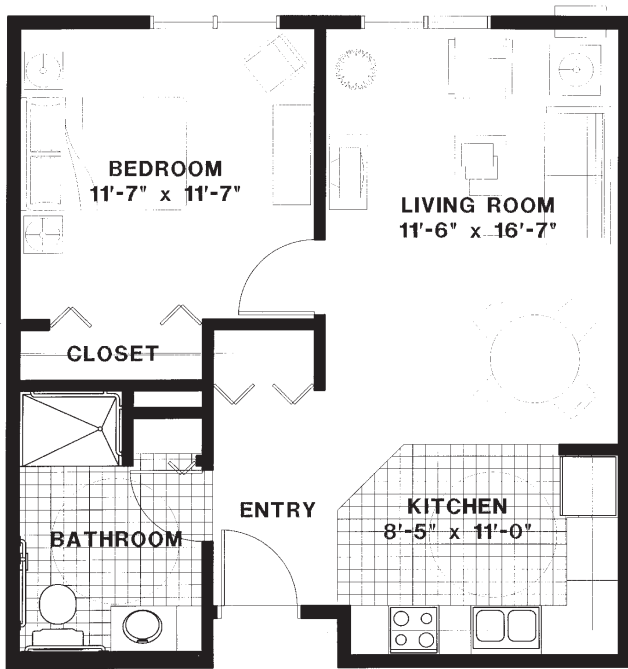 BEDROOM
11'-7" x 11'-7"
LIVING ROOM
11'-6" x 16'-7"
CLOSET
ENTRY
KITCHEN
8'-5" x 11'-0"
BATHROOM